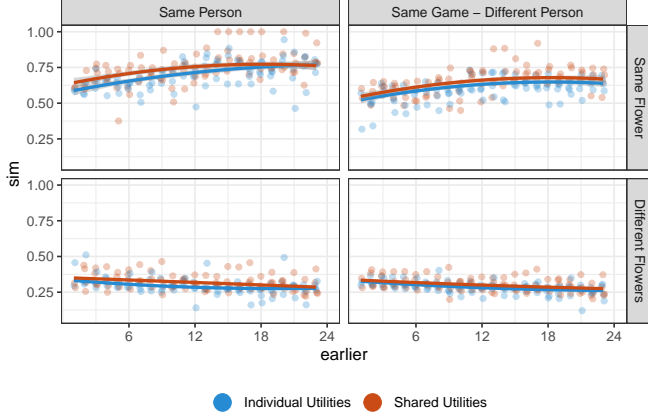 Same Person
Same Game − Different Person
1.00
0.75
0.50
0.25
Same Flower
1.00
0.75
0.50
0.25
Different Flowers
sim
6
12
18
24
6
12
18
24
earlier
Individual Utilities
Shared Utilities